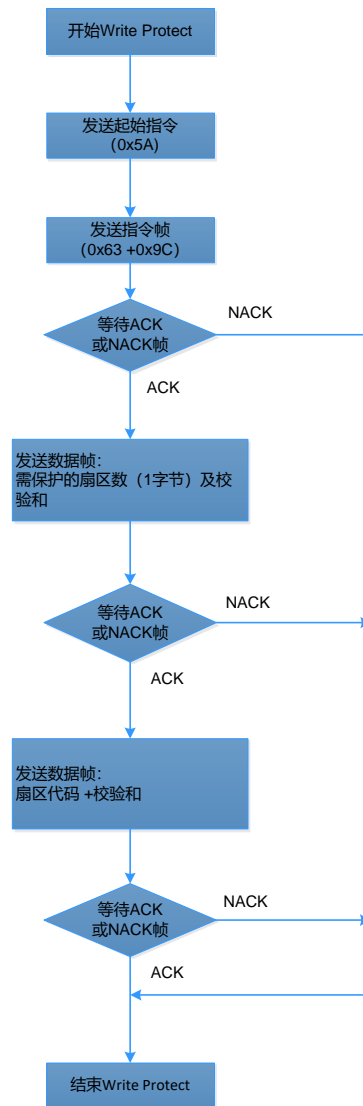 开始Write Protect
发送起始指令
（0x5A)
发送指令帧
（0x63 +0x9C）
等待ACK
或NACK帧
NACK
ACK
发送数据帧：
需保护的扇区数（1字节）及校
验和
等待ACK
或NACK帧
NACK
ACK
发送数据帧：
扇区代码 +校验和
等待ACK
或NACK帧
NACK
ACK
结束Write Protect